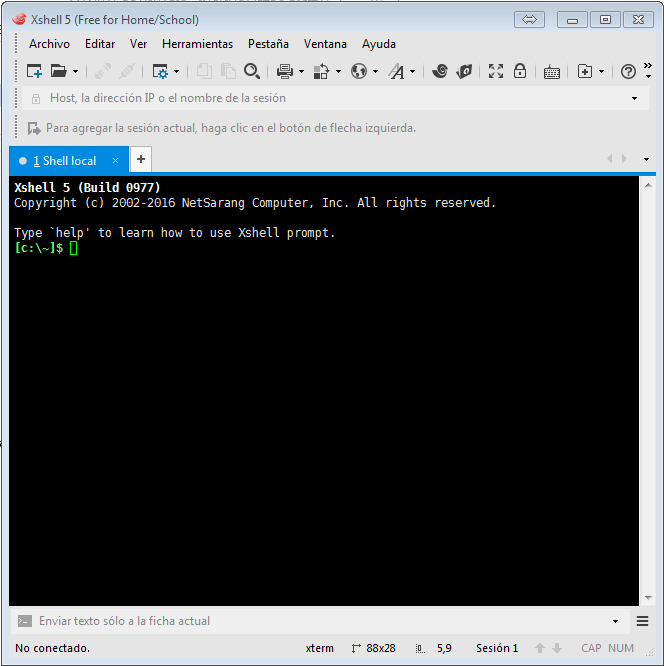 Xshell 5 (Free for Home/School)
Archivo Editar Ver Herramientas Pestaña Ventana Ayuda
Host, la dirección IP o el nombre de la sesión
Para agregar la sesión actual, haga clic en el botón de flecha izquierda.
1 Shell local × +
Xshell 5 (Build 0977)
Copyright (c) 2002-2016 NetSarang Computer, Inc. All rights reserved.
Type `help' to learn how to use Xshell prompt.
[c:\~]$
Enviar texto sólo a la ficha actual
No conectado. xterm 88x28 5,9 Sesión 1 CAP NUM